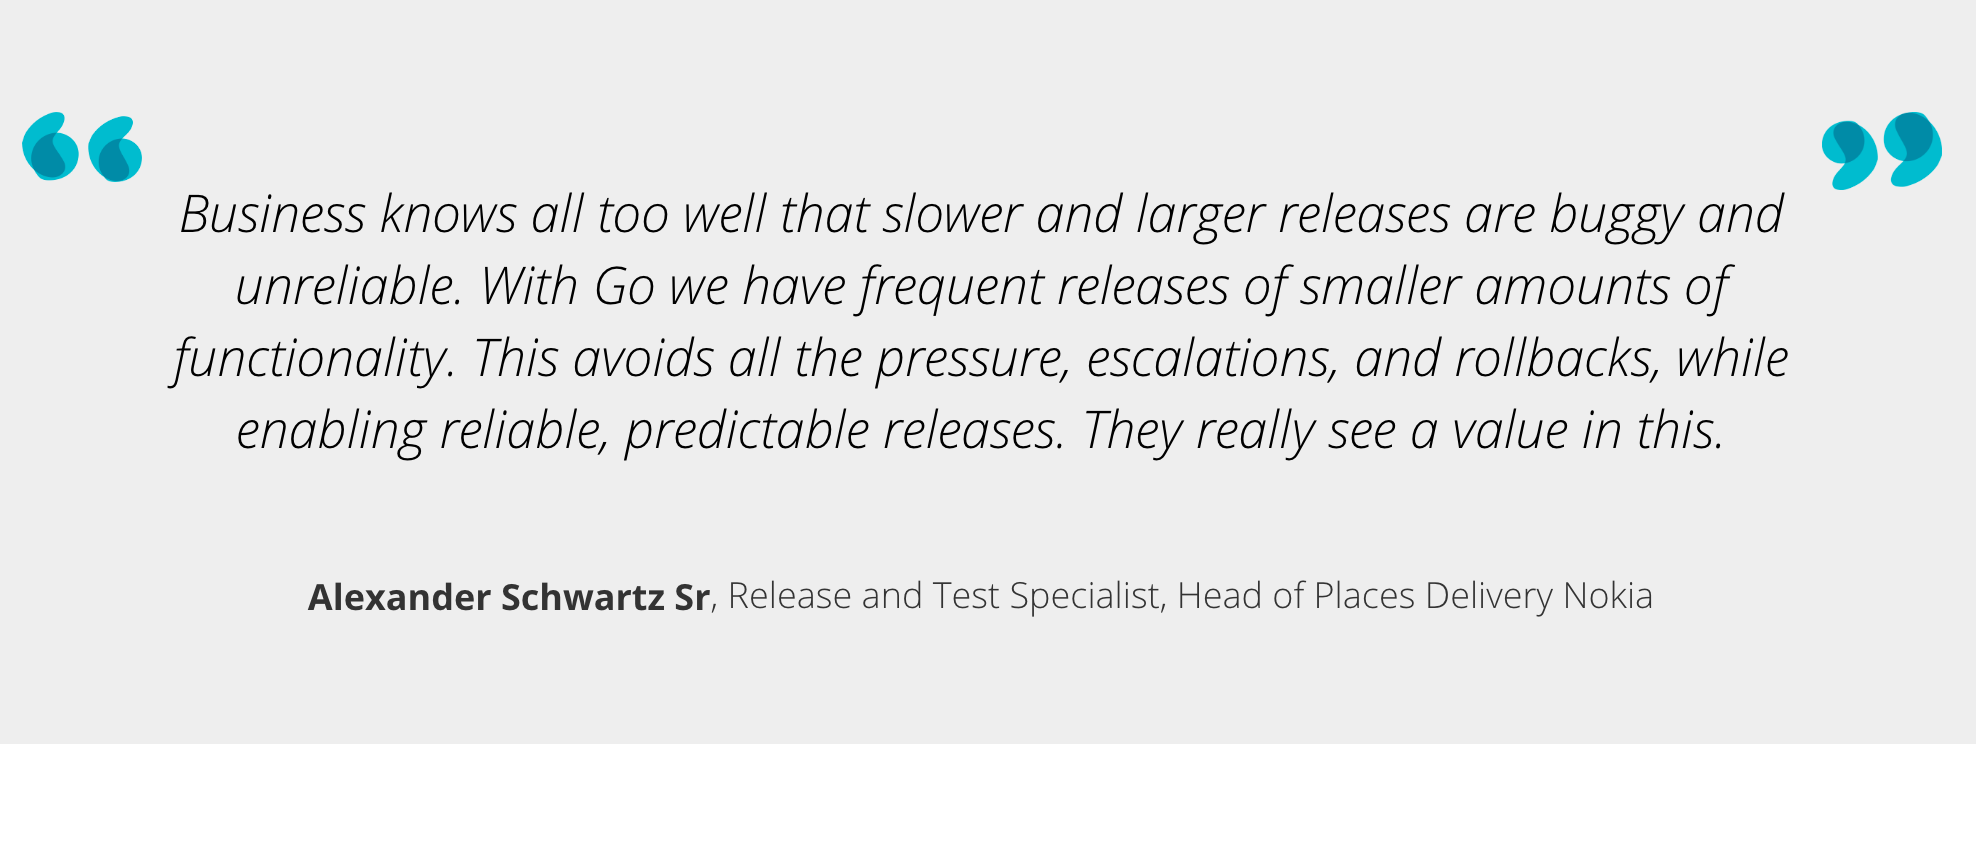 Business knows all too well that slower and larger releases are buggy and
unreliable. With Go we have frequent releases of smaller amounts of
functionality. This avoids all the pressure, escalations, and rollbacks, while
enabling reliable, predictable releases. They really see a value in this.
Alexander Schwartz Sr, Release and Test Specialist, Head of Places Delivery Nokia